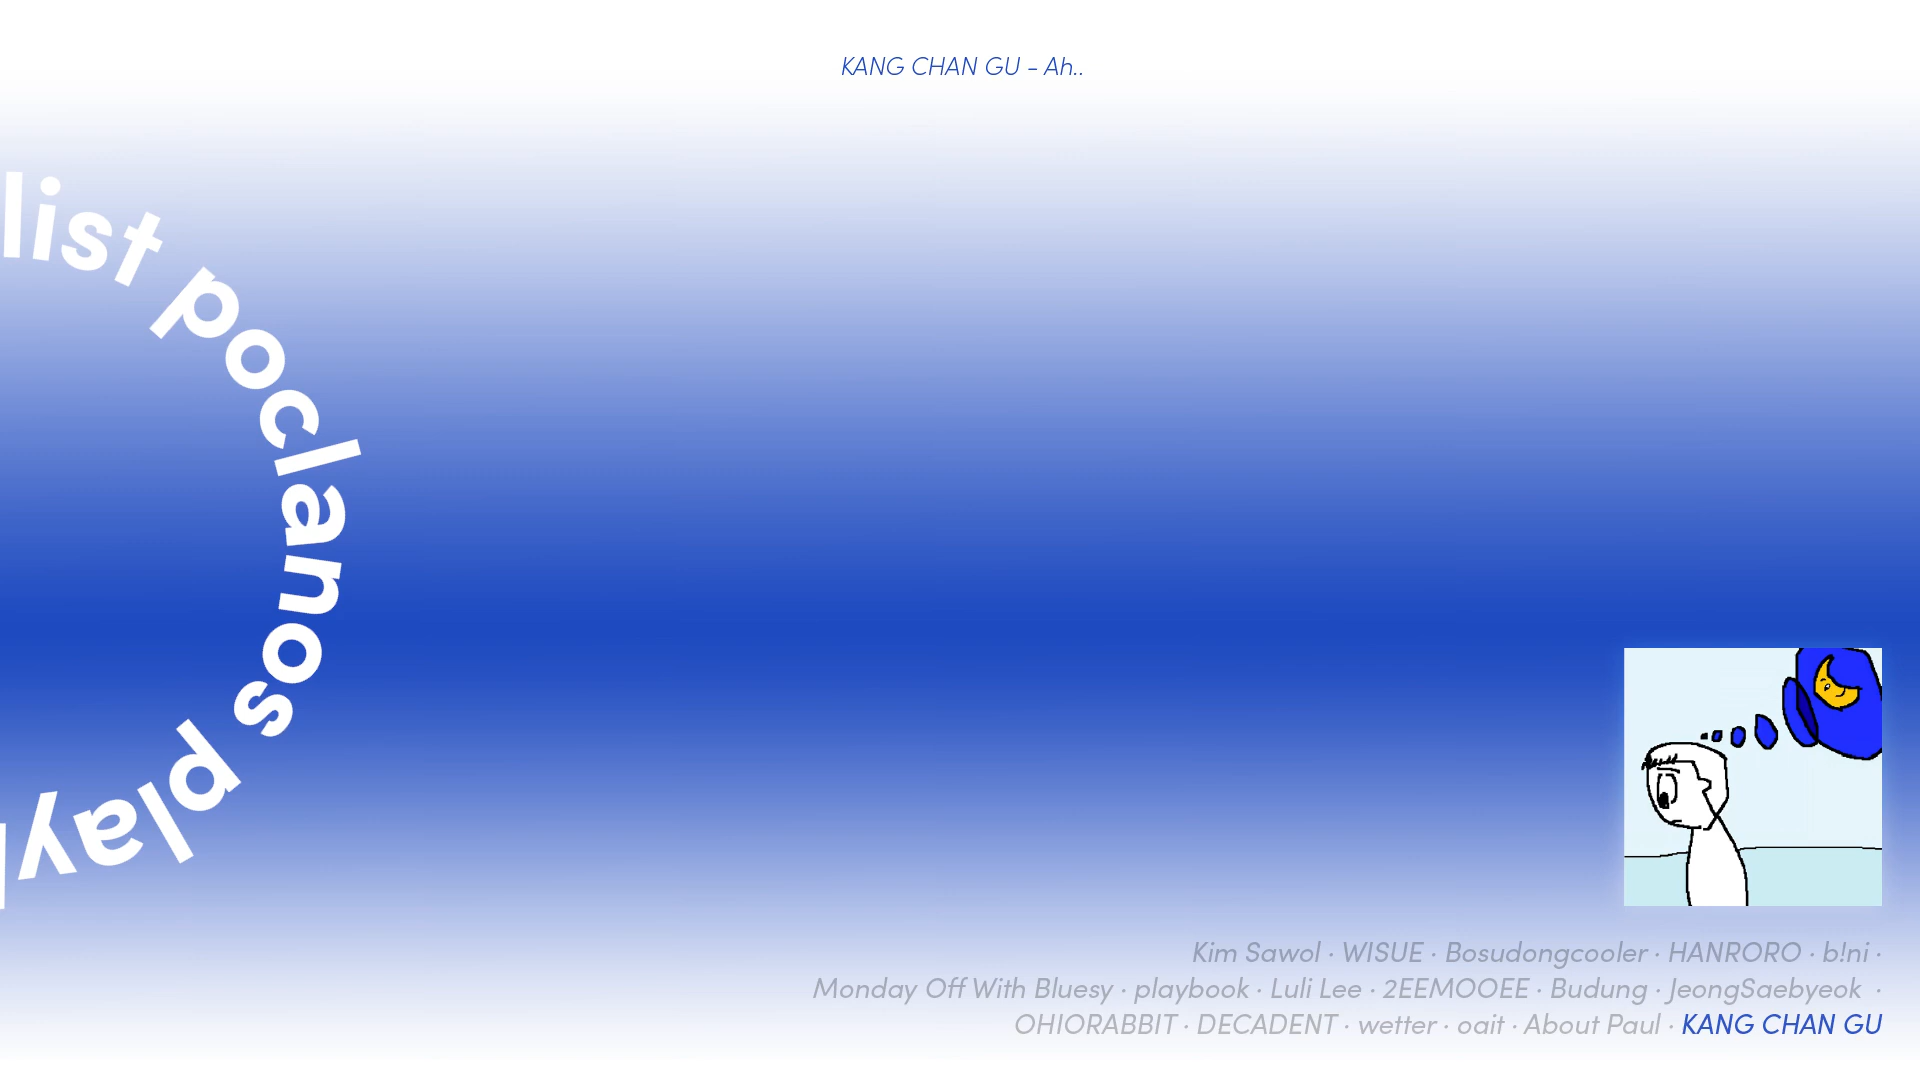 KANG CHAN GU - Ah..
list poclanos play
Kim Sawol · WISUE · Bosudongcooler · HANRORO · b!ni ·
Monday Off With Bluesy · playbook · Luli Lee · 2EEMOOEE · Budung · JeongSaebyeok ·
OHIORABBIT · DECADENT · wetter · oait · About Paul · KANG CHAN GU